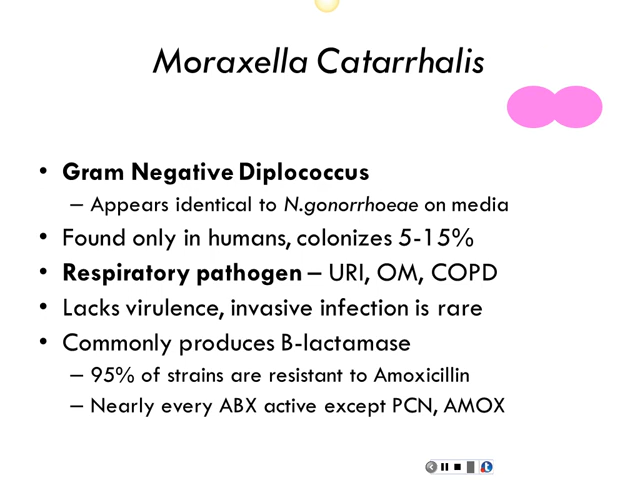 Moraxella Catarrhalis
• Gram Negative Diplococcus
– Appears identical to N.gonorrhoeae on media
• Found only in humans, colonizes 5-15%
• Respiratory pathogen – URI, OM, COPD
• Lacks virulence, invasive infection is rare
• Commonly produces B-lactamase
– 95% of strains are resistant to Amoxicillin
– Nearly every ABX active except PCN, AMOX